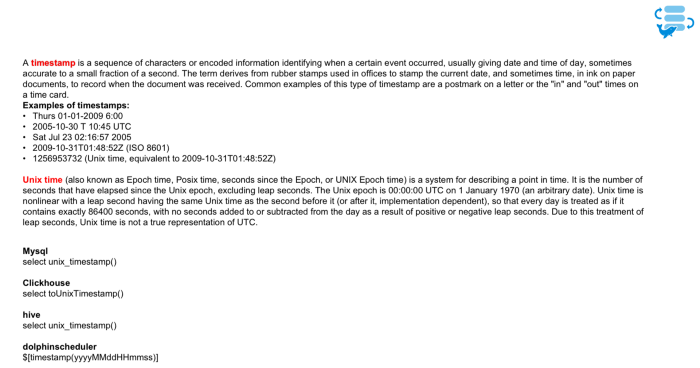 A timestamp is a sequence of characters or encoded information identifying when a certain event occurred, usually giving date and time of day, sometimes
accurate to a small fraction of a second. The term derives from rubber stamps used in offices to stamp the current date, and sometimes time, in ink on paper
documents, to record when the document was received. Common examples of this type of timestamp are a postmark on a letter or the "in" and "out" times on
a time card.
Examples of timestamps:
• Thurs 01-01-2009 6:00
• 2005-10-30 T 10:45 UTC
• Sat Jul 23 02:16:57 2005
• 2009-10-31T01:48:52Z (ISO 8601)
• 1256953732 (Unix time, equivalent to 2009-10-31T01:48:52Z)
Unix time (also known as Epoch time, Posix time, seconds since the Epoch, or UNIX Epoch time) is a system for describing a point in time. It is the number of
seconds that have elapsed since the Unix epoch, excluding leap seconds. The Unix epoch is 00:00:00 UTC on 1 January 1970 (an arbitrary date). Unix time is
nonlinear with a leap second having the same Unix time as the second before it (or after it, implementation dependent), so that every day is treated as if it
contains exactly 86400 seconds, with no seconds added to or subtracted from the day as a result of positive or negative leap seconds. Due to this treatment of
leap seconds, Unix time is not a true representation of UTC.
Mysql
select unix_timestamp()
Clickhouse
select toUnixTimestamp()
hive
select unix_timestamp()
dolphinscheduler
$[timestamp(yyyyMMddHHmmss)]